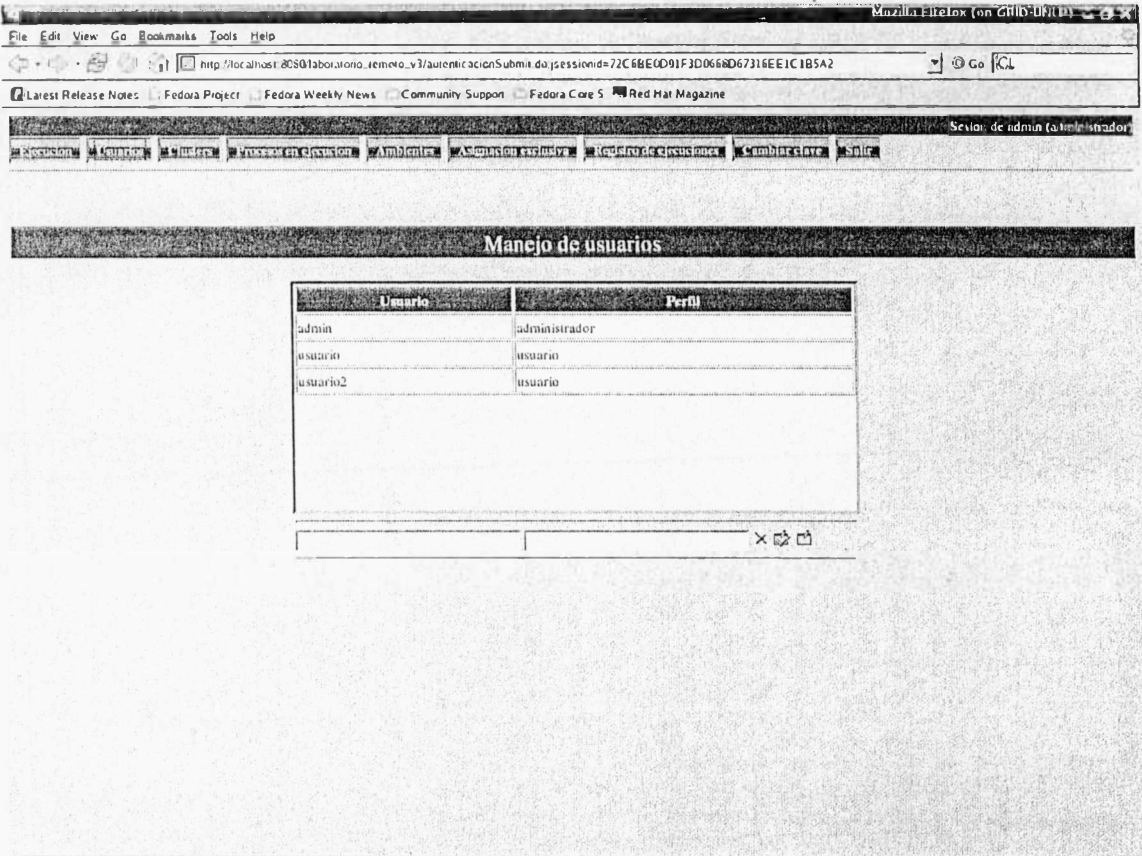 Mozilla Firefox (on GRID-UNLP)
File Edit View Go Bookmarks Tools Help
http://localhost:8080/laboratorio_remoto_v3/autenticacionSubmit.do;jsessionid=72C6BE0D91F3D0668D67316EE1C1B5A2 Go
Latest Release Notes Fedora Project Fedora Weekly News Community Support Fedora Core 5 Red Hat Magazine
Sesion de admin (administrador)
Ejecucion Usuarios Clusters Procesos en ejecucion Ambientes Asignacion exclusiva Registro de ejecuciones Cambiar clave Salir
Manejo de usuarios
Usuario Perfil
admin administrador
usuario usuario
usuario2 usuario